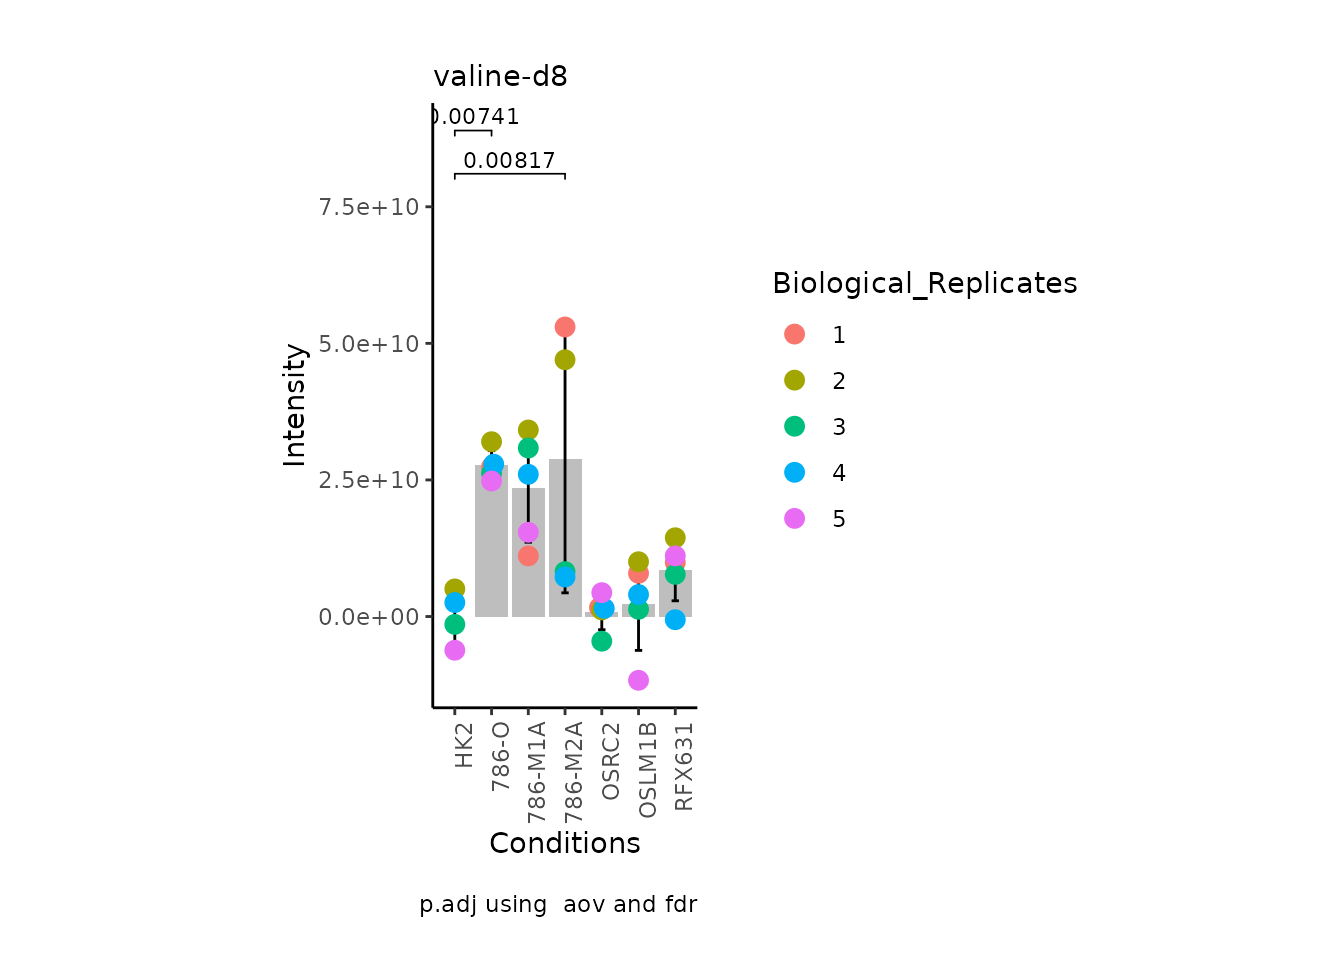 valine-d8
0.00741
0.00817
7.5e+10
5.0e+10
2.5e+10
0.0e+00
Intensity
HK2
786-O
786-M1A
786-M2A
OSRC2
OSLM1B
RFX631
Conditions
p.adj using  aov and fdr
Biological_Replicates
1
2
3
4
5